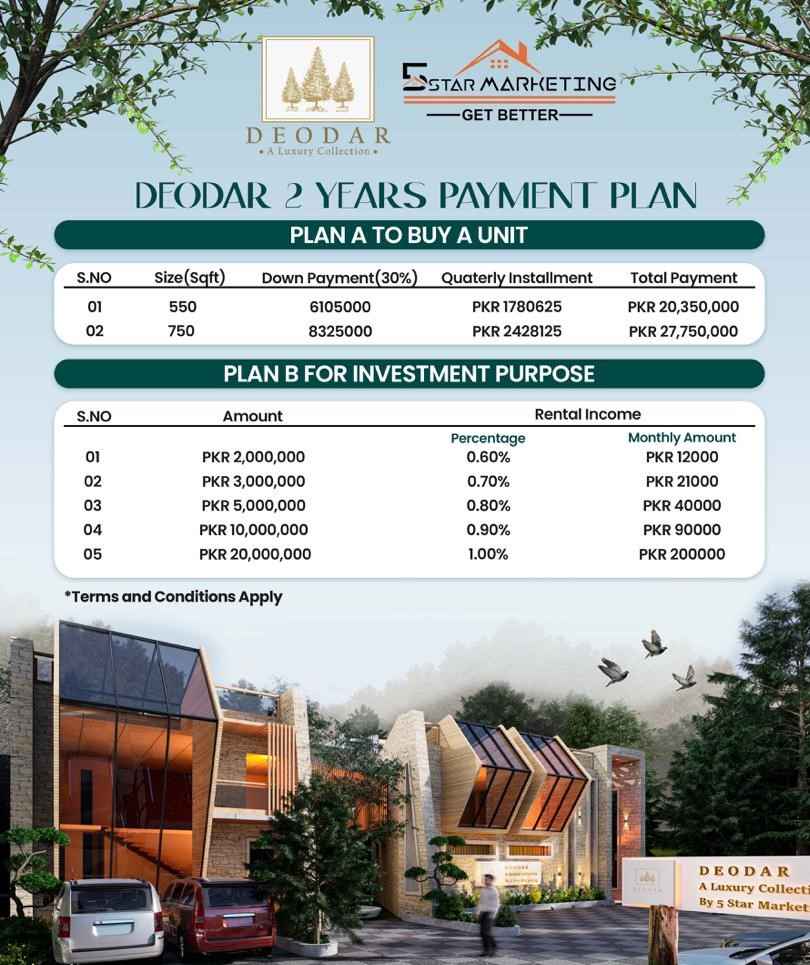 DEODAR
• A Luxury Collection •
5 STAR MARKETING
GET BETTER
DEODAR 2 YEARS PAYMENT PLAN
PLAN A TO BUY A UNIT
S.NO Size(Sqft) Down Payment(30%) Quaterly Installment Total Payment
01 550 6105000 PKR 1780625 PKR 20,350,000
02 750 8325000 PKR 2428125 PKR 27,750,000
PLAN B FOR INVESTMENT PURPOSE
S.NO Amount Rental Income
Percentage Monthly Amount
01 PKR 2,000,000 0.60% PKR 12000
02 PKR 3,000,000 0.70% PKR 21000
03 PKR 5,000,000 0.80% PKR 40000
04 PKR 10,000,000 0.90% PKR 90000
05 PKR 20,000,000 1.00% PKR 200000
*Terms and Conditions Apply
DEODAR
A Luxury Collecti
By 5 Star Market